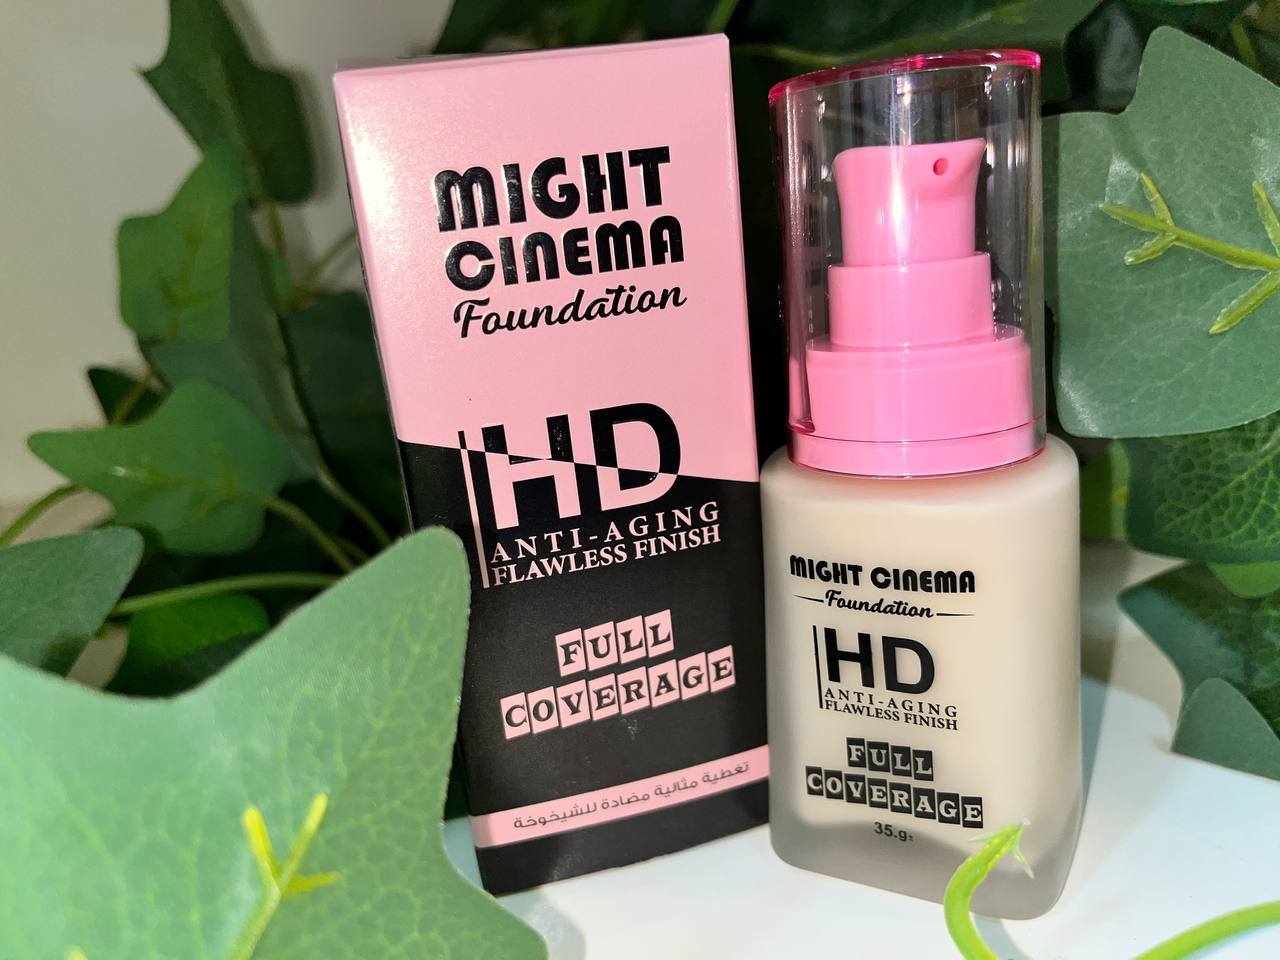 MIGHT
CINEMA
Foundation
HD
ANTI-AGING
FLAWLESS FINISH
FULL
COVERAGE
تغطية مثالية مضادة للشيخوخة
MIGHT CINEMA
Foundation
HD
ANTI-AGING
FLAWLESS FINISH
FULL
COVERAGE
35.g±